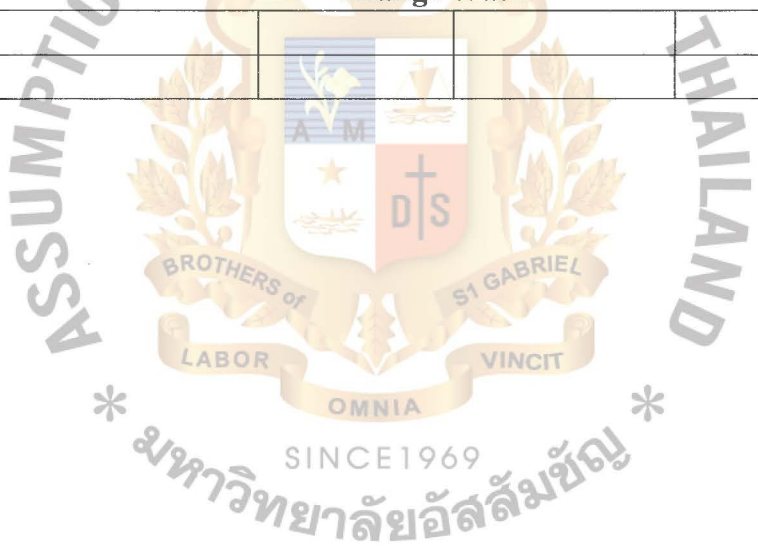 ASSUMPTIO
THAILAND
A M
D S
BROTHERS of
S1 GABRIEL
LABOR
VINCIT
OMNIA
* *
SINCE1969
มหาวิทยาลัยอัสสัมชัญ